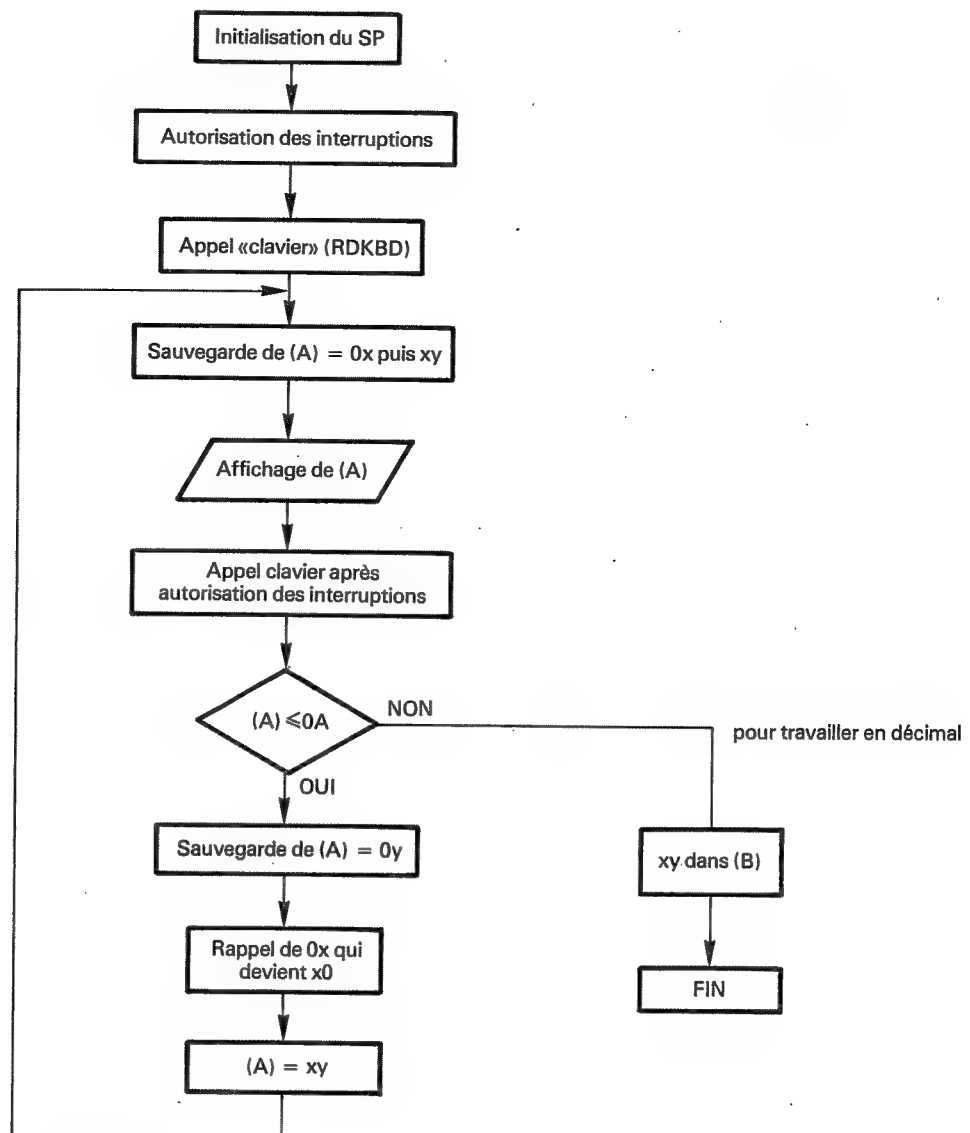 Initialisation du SP
Autorisation des interruptions
Appel «clavier» (RDKBD)
Sauvegarde de (A) = 0x puis xy
Affichage de (A)
Appel clavier après
autorisation des interruptions
(A) ≤0A
NON
pour travailler en décimal
OUI
Sauvegarde de (A) = 0y
xy dans (B)
Rappel de 0x qui
devient x0
FIN
(A) = xy